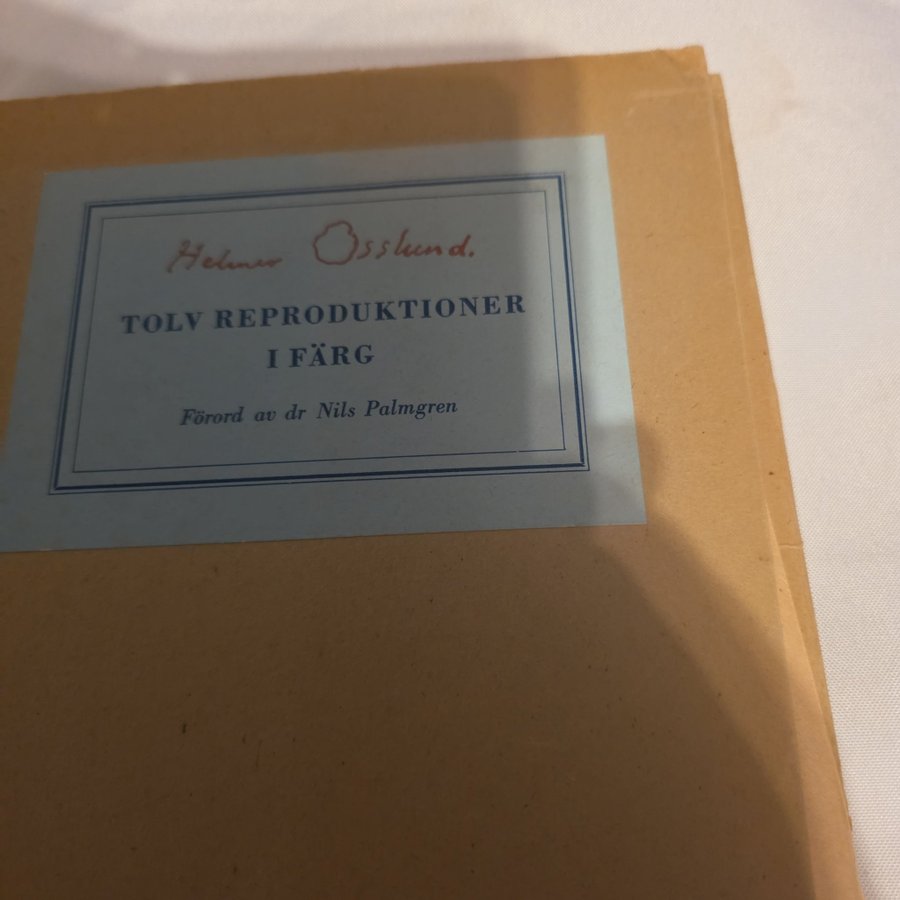 Helmer Osslund.
TOLV REPRODUKTIONER
I FÄRG
Förord av dr Nils Palmgren